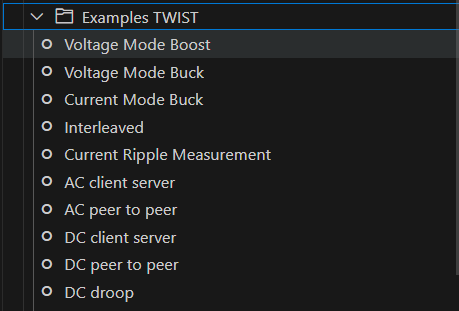 Examples TWIST
Voltage Mode Boost
Voltage Mode Buck
Current Mode Buck
Interleaved
Current Ripple Measurement
AC client server
AC peer to peer
DC client server
DC peer to peer
DC droop